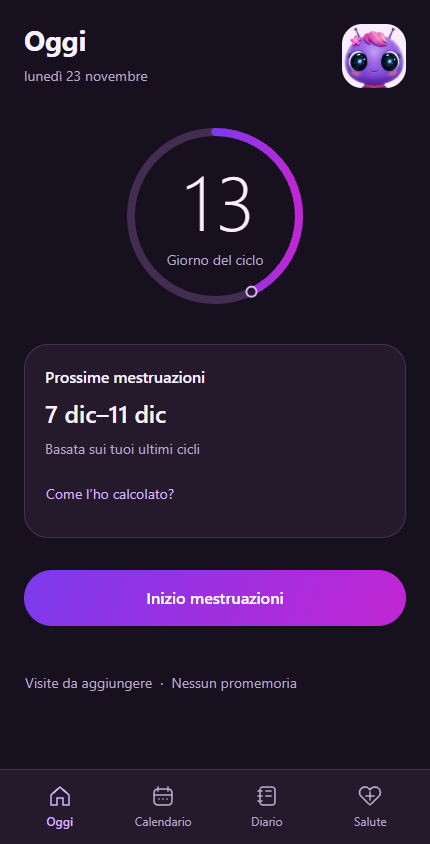 Oggi
lunedì 23 novembre
13
Giorno del ciclo
Prossime mestruazioni
7 dic–11 dic
Basata sui tuoi ultimi cicli
Come l’ho calcolato?
Inizio mestruazioni
Visite da aggiungere · Nessun promemoria
Oggi
Calendario
Diario
Salute